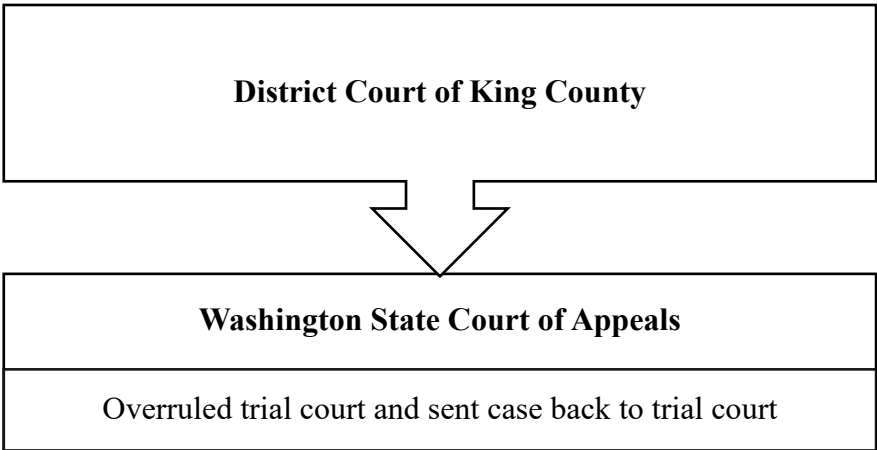 District Court of King County
Washington State Court of Appeals
Overruled trial court and sent case back to trial court